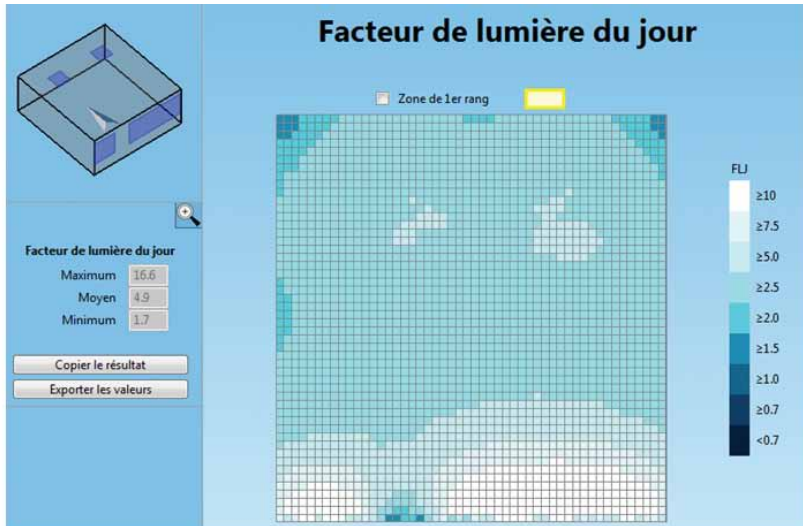 Facteur de lumière du jour
Zone de 1er rang
Facteur de lumière du jour
Maximum 16.6
Moyen 4.9
Minimum 1.7
Copier le résultat
Exporter les valeurs
FLJ
≥10
≥7.5
≥5.0
≥2.5
≥2.0
≥1.5
≥1.0
≥0.7
<0.7